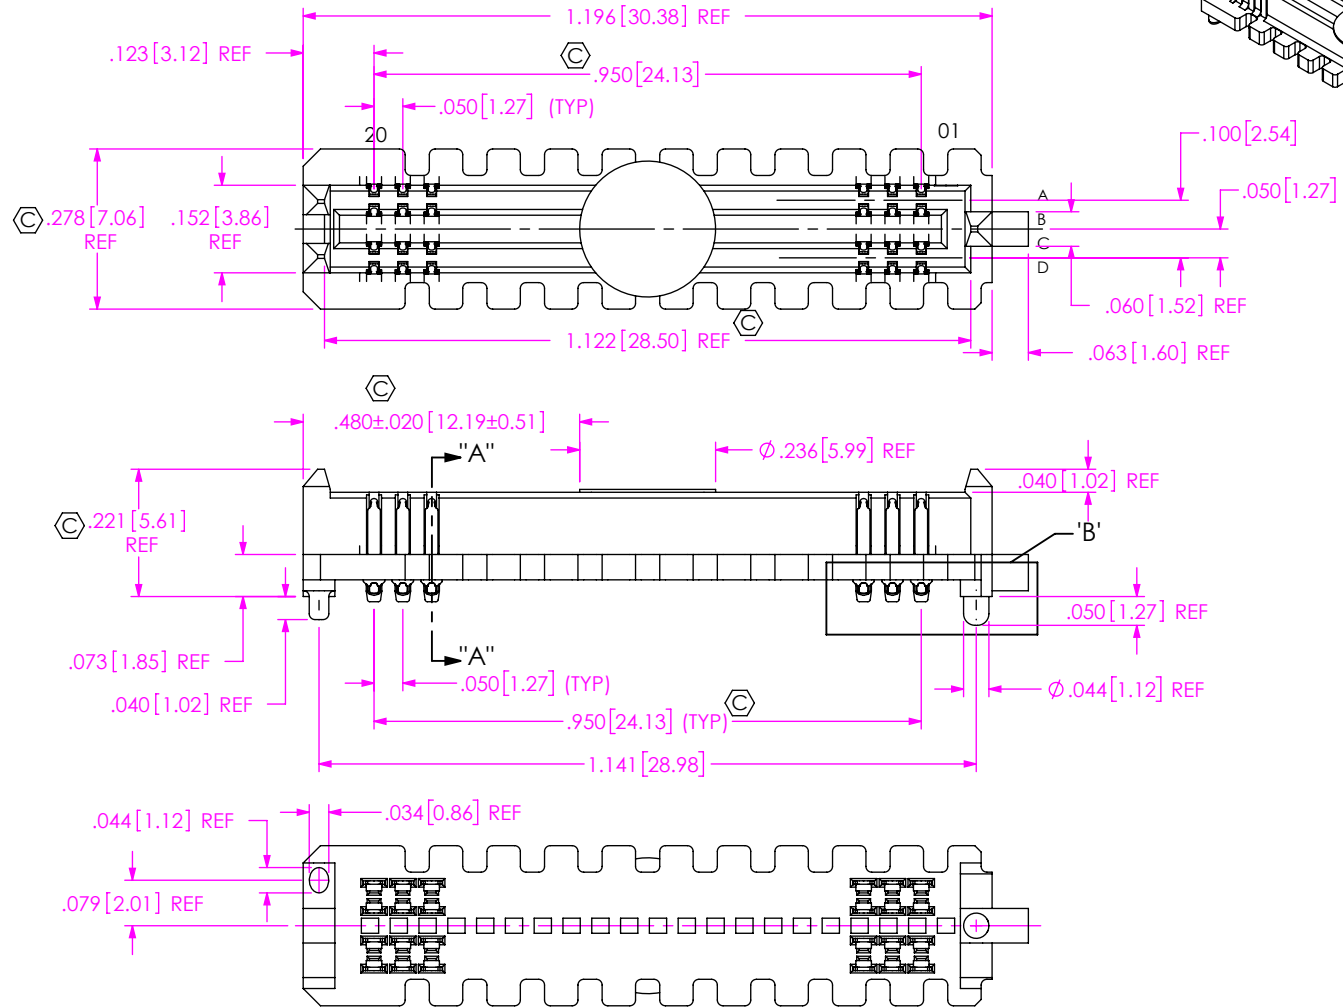 1.196[30.38] REF
.123[3.12] REF
C
.950[24.13]
.050[1.27] (TYP)
20
01
.100[2.54]
.050[1.27]
A
B
C
D
C .278[7.06]
REF
.152[3.86]
REF
.060[1.52] REF
C
1.122[28.50] REF
.063[1.60] REF
C
.480±.020[12.19±0.51]
"A"
Ø.236[5.99] REF
.040[1.02] REF
C .221[5.61]
REF
'B'
.050[1.27] REF
.073[1.85] REF
"A"
.050[1.27] (TYP)
.040[1.02] REF
Ø.044[1.12] REF
C
.950[24.13] (TYP)
1.141[28.98]
.044[1.12] REF
.034[0.86] REF
.079[2.01] REF